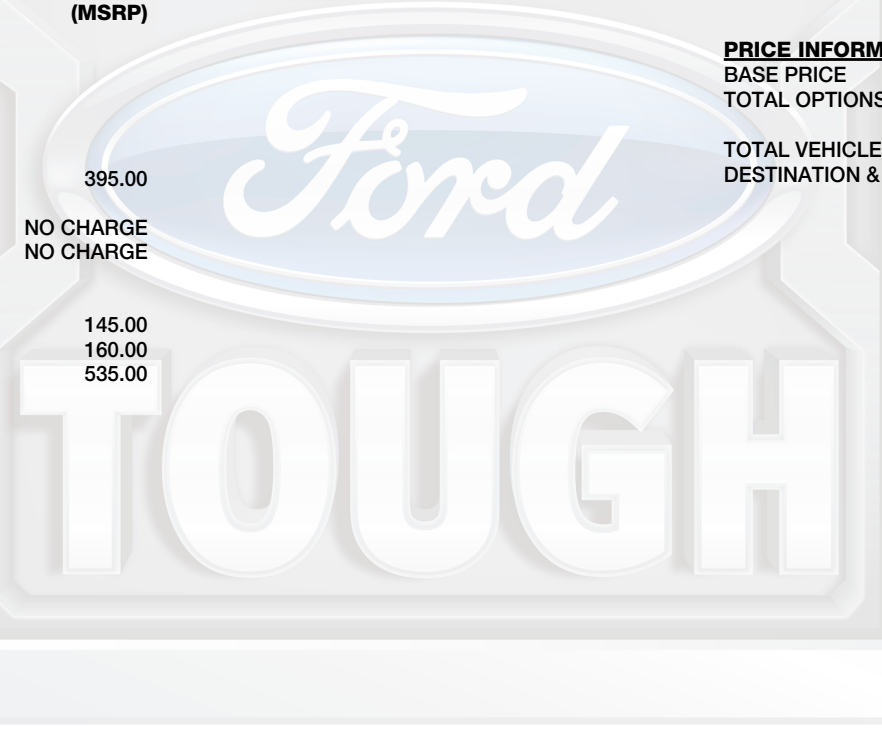 (MSRP)
PRICE INFORM
BASE PRICE
TOTAL OPTIONS
TOTAL VEHICLE
DESTINATION &
395.00
NO CHARGE
NO CHARGE
145.00
160.00
535.00
Ford
TOUGH